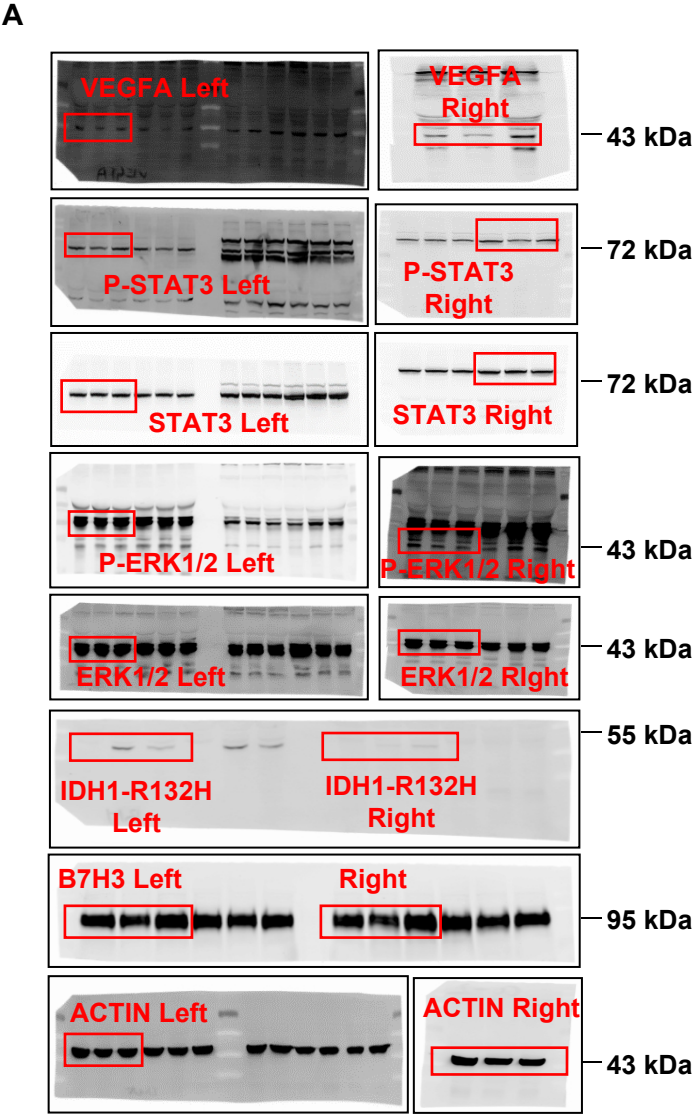 A
VEGFA Left
VEGFA
Right
43 kDa
P-STAT3 Left
P-STAT3
Right
72 kDa
STAT3 Left
STAT3 Right
72 kDa
P-ERK1/2 Left
P-ERK1/2 Right
43 kDa
ERK1/2 Left
ERK1/2 RIght
43 kDa
IDH1-R132H
Left
IDH1-R132H
Right
55 kDa
B7H3 Left
Right
95 kDa
ACTIN Left
ACTIN Right
43 kDa